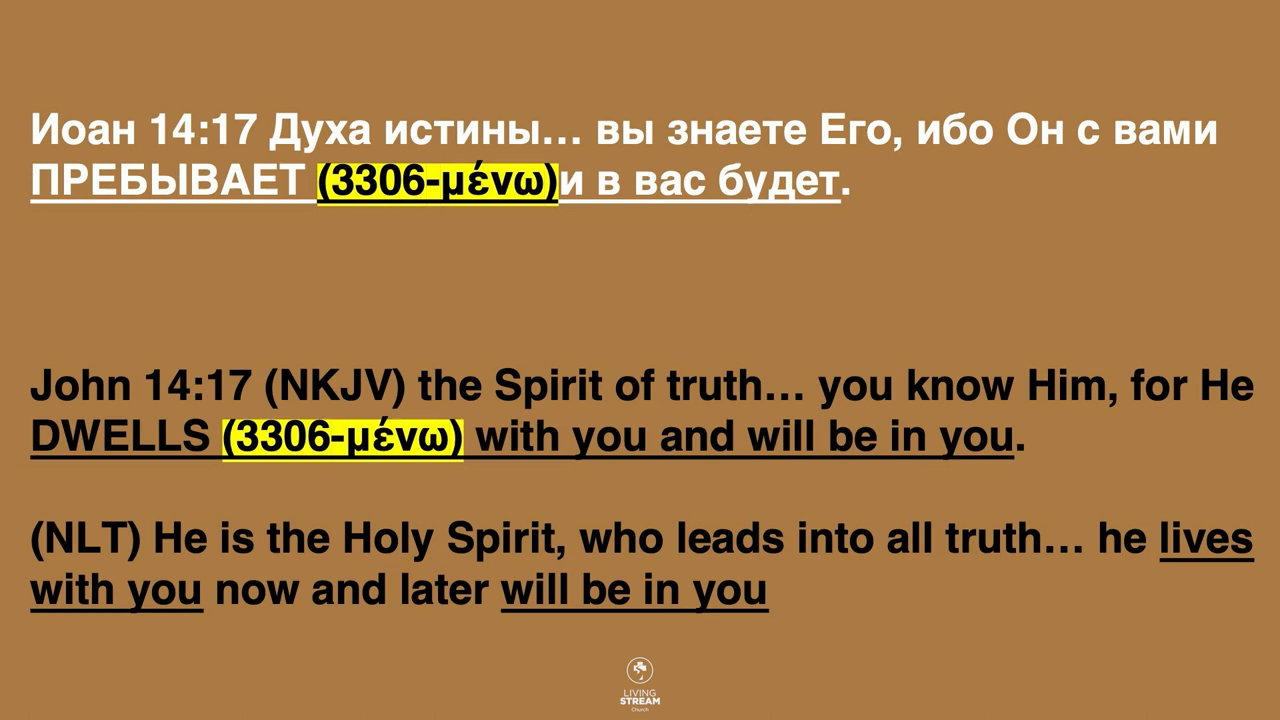 Иоан 14:17 Духа истины... вы знаете Его, ибо Он с вами
ПРЕБЫВАЕТ (3306-μένω)и в вас будет.
John 14:17 (NKJV) the Spirit of truth... you know Him, for He
DWELLS (3306-μένω) with you and will be in you.
(NLT) He is the Holy Spirit, who leads into all truth... he lives
with you now and later will be in you
LIVING
STREAM
Church